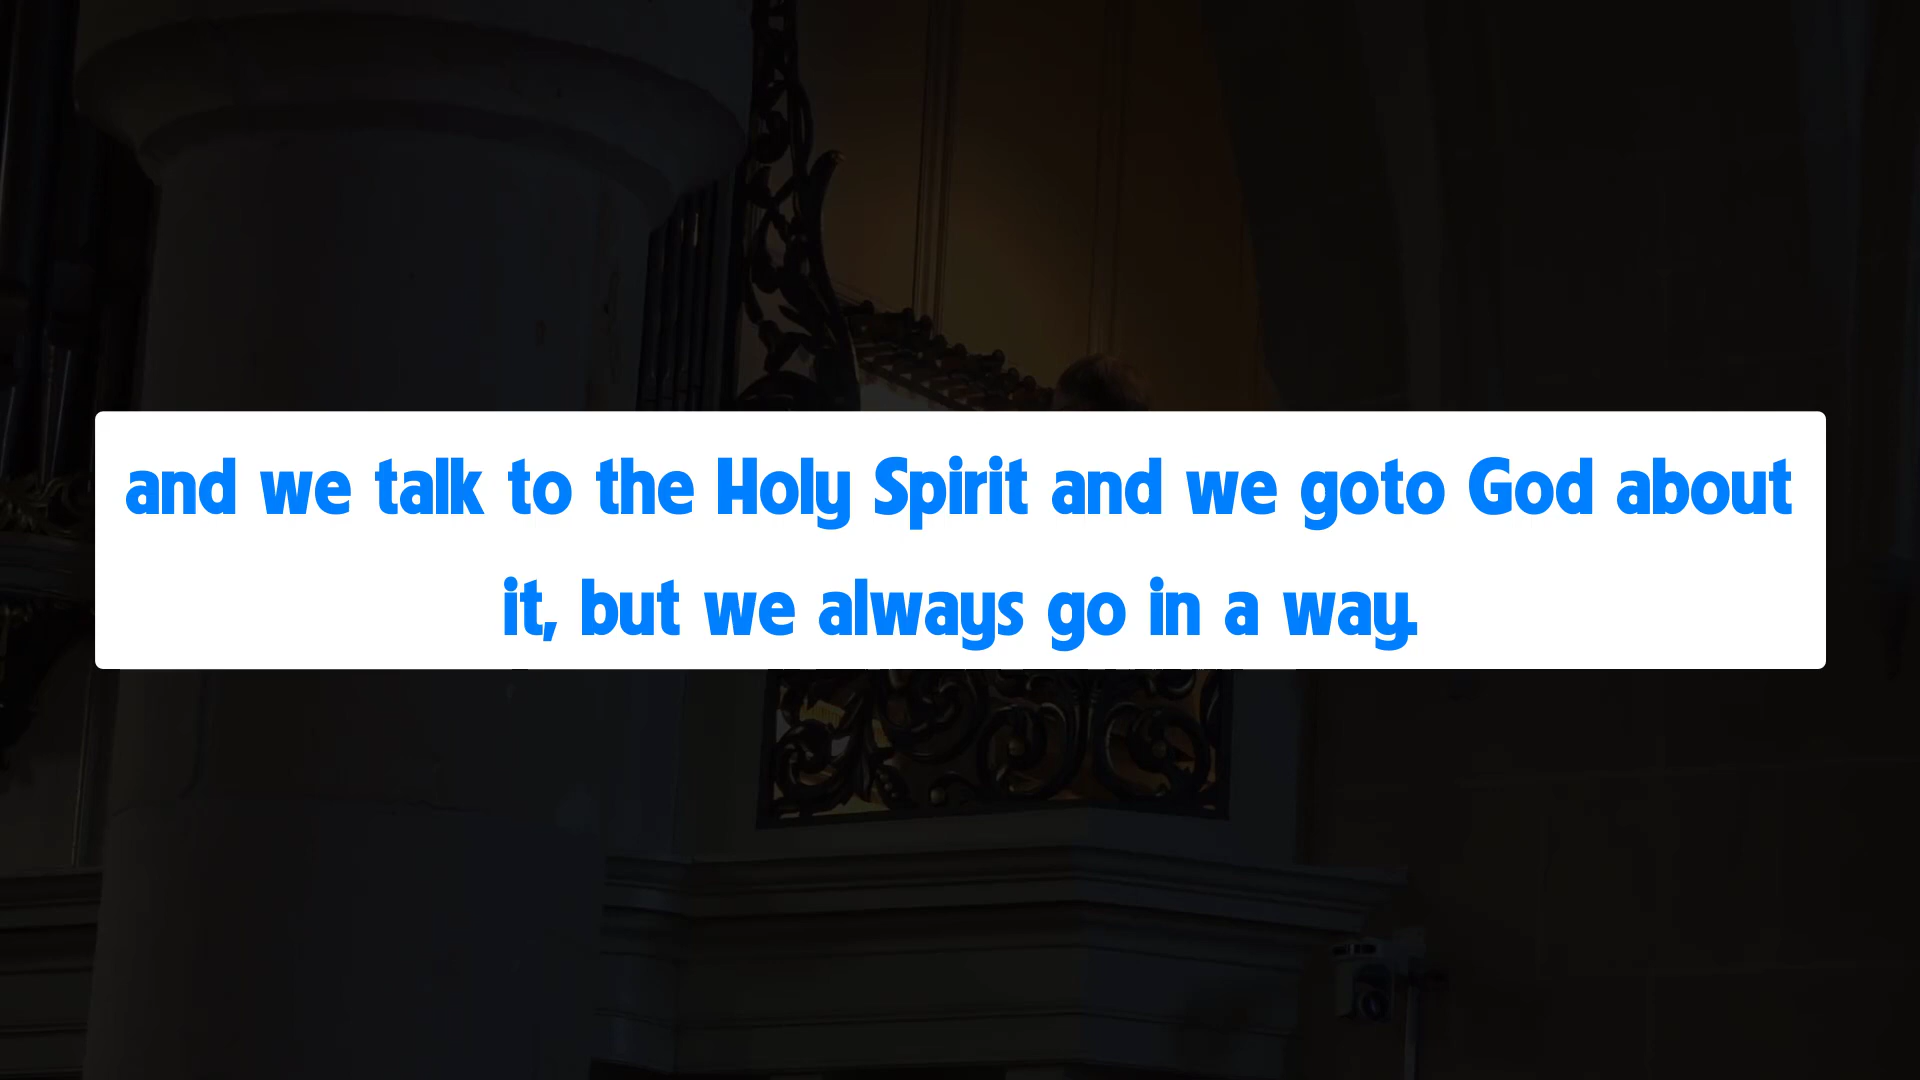 and we talk to the Holy Spirit and we goto God about
it, but we always go in a way.